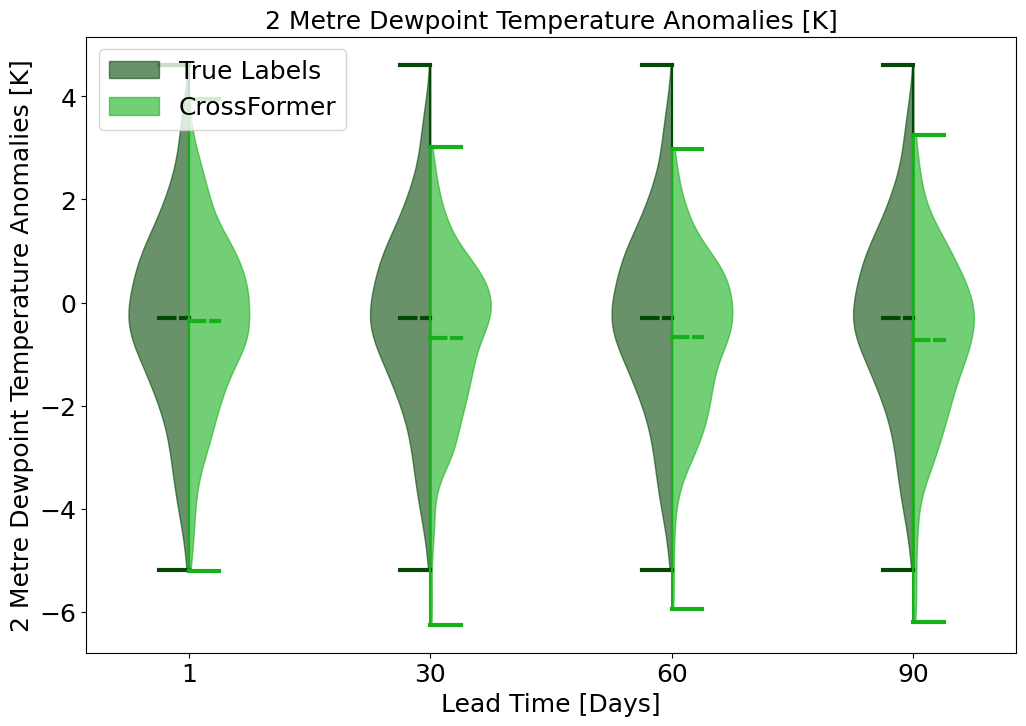 2 Metre Dewpoint Temperature Anomalies [K]
True Labels
CrossFormer
2 Metre Dewpoint Temperature Anomalies [K]
4
2
0
−2
−4
−6
1 30 60 90
Lead Time [Days]